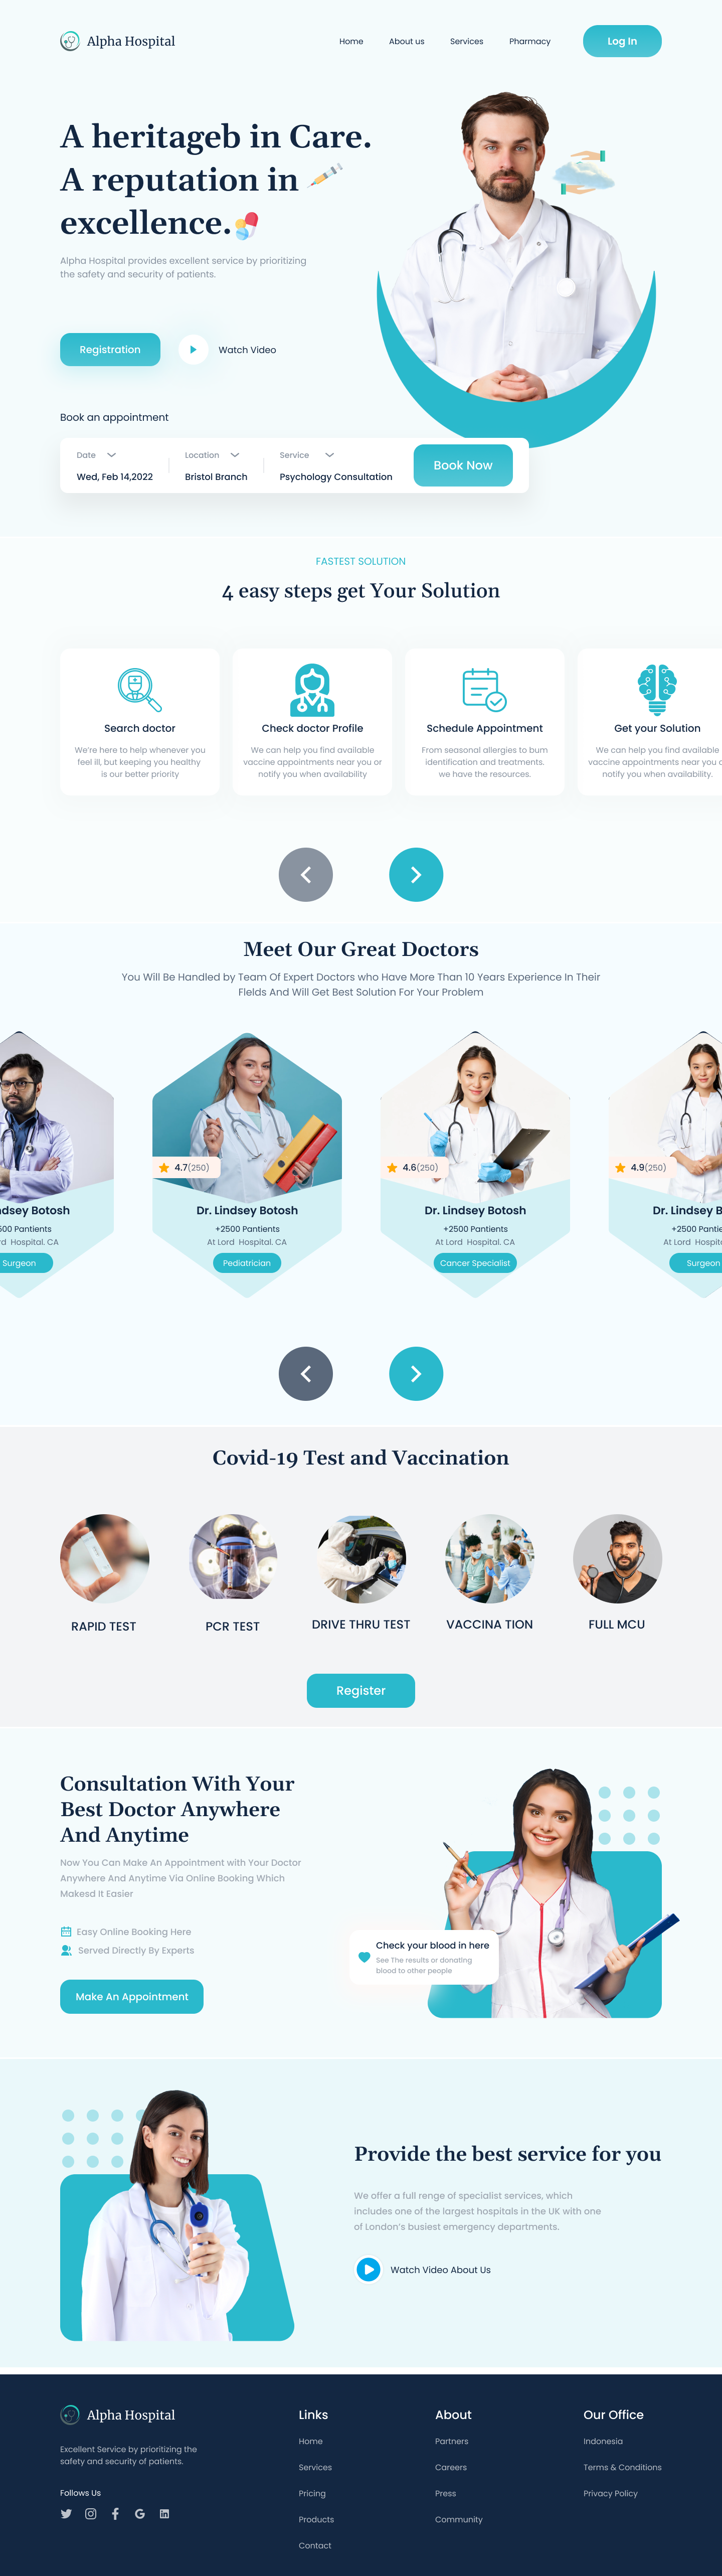 Alpha Hospital
Home
About us
Services
Pharmacy
Log In
A heritageb in Care.
A reputation in
excellence.
Alpha Hospital provides excellent service by prioritizing
the safety and security of patients.
Registration
Watch Video
Book an appointment
Date
Location
Service
Wed, Feb 14,2022
Bristol Branch
Psychology Consultation
Book Now
FASTEST SOLUTION
4 easy steps get Your Solution
Search doctor
We're here to help whenever you
feel ill, but keeping you healthy
is our better priority
Check doctor Profile
We can help you find available
vaccine appointments near you or
notify you when availability
Schedule Appointment
From seasonal allergies to bum
identification and treatments.
we have the resources.
Get your Solution
We can help you find available
vaccine appointments near you o
notify you when availability.
Meet Our Great Doctors
You Will Be Handled by Team Of Expert Doctors who Have More Than 10 Years Experience In Their
FIelds And Will Get Best Solution For Your Problem
ndsey Botosh
500 Pantients
rd Hospital. CA
Surgeon
4.7(250)
Dr. Lindsey Botosh
+2500 Pantients
At Lord Hospital. CA
Pediatrician
4.6(250)
Dr. Lindsey Botosh
+2500 Pantients
At Lord Hospital. CA
Cancer Specialist
4.9(250)
Dr. Lindsey B
+2500 Pantie
At Lord Hospit
Surgeon
Covid-19 Test and Vaccination
RAPID TEST
PCR TEST
DRIVE THRU TEST
VACCINA TION
FULL MCU
Register
Consultation With Your
Best Doctor Anywhere
And Anytime
Now You Can Make An Appointment with Your Doctor
Anywhere And Anytime Via Online Booking Which
Makesd It Easier
Easy Online Booking Here
Served Directly By Experts
Make An Appointment
Check your blood in here
See The results or donating
blood to other people
Provide the best service for you
We offer a full range of specialist services, which
includes one of the largest hospitals in the UK with one
of London's busiest emergency departments.
Watch Video About Us
Alpha Hospital
Excellent Service by prioritizing the
safety and security of patients.
Follows Us
Links
Home
Services
Pricing
Products
Contact
About
Partners
Careers
Press
Community
Our Office
Indonesia
Terms & Conditions
Privacy Policy